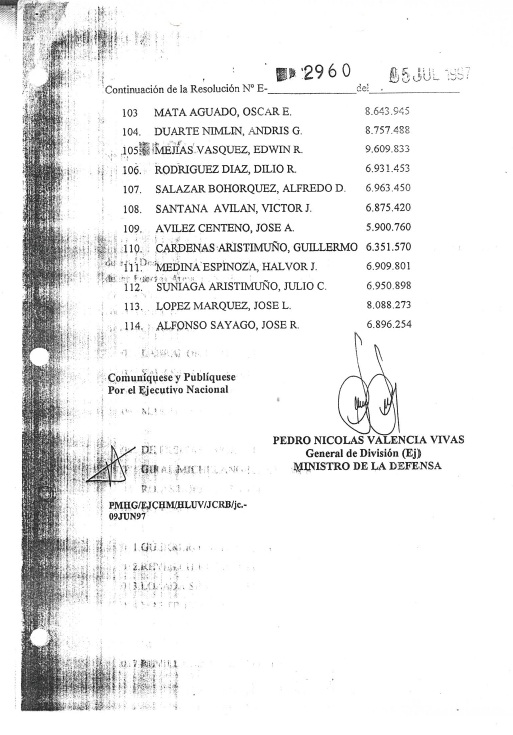 2960 05 JUL 1997
Continuación de la Resolución N° E- del
103 MATA AGUADO, OSCAR E. 8.643.945
104. DUARTE NIMLIN, ANDRIS G. 8.757.488
105 MEJIAS VASQUEZ, EDWIN R. 9.609.833
106. RODRIGUEZ DIAZ, DILIO R. 6.931.453
107. SALAZAR BOHORQUEZ, ALFREDO D. 6.963.450
108. SANTANA AVILAN, VICTOR J. 6.875.420
109. AVILEZ CENTENO, JOSE A. 5.900.760
110. CARDENAS ARISTIMUÑO, GUILLERMO 6.351.570
111. MEDINA ESPINOZA, HALVOR J. 6.909.801
112. SUNIAGA ARISTIMUÑO, JULIO C. 6.950.898
113. LOPEZ MARQUEZ, JOSE L. 8.088.273
114. ALFONSO SAYAGO, JOSE R. 6.896.254
Comuníquese y Publíquese
Por el Ejecutivo Nacional
PEDRO NICOLAS VALENCIA VIVAS
General de División (Ej)
MINISTRO DE LA DEFENSA
PMHG/EJCHM/HLUV/JCRB/jc.-
09JUN97